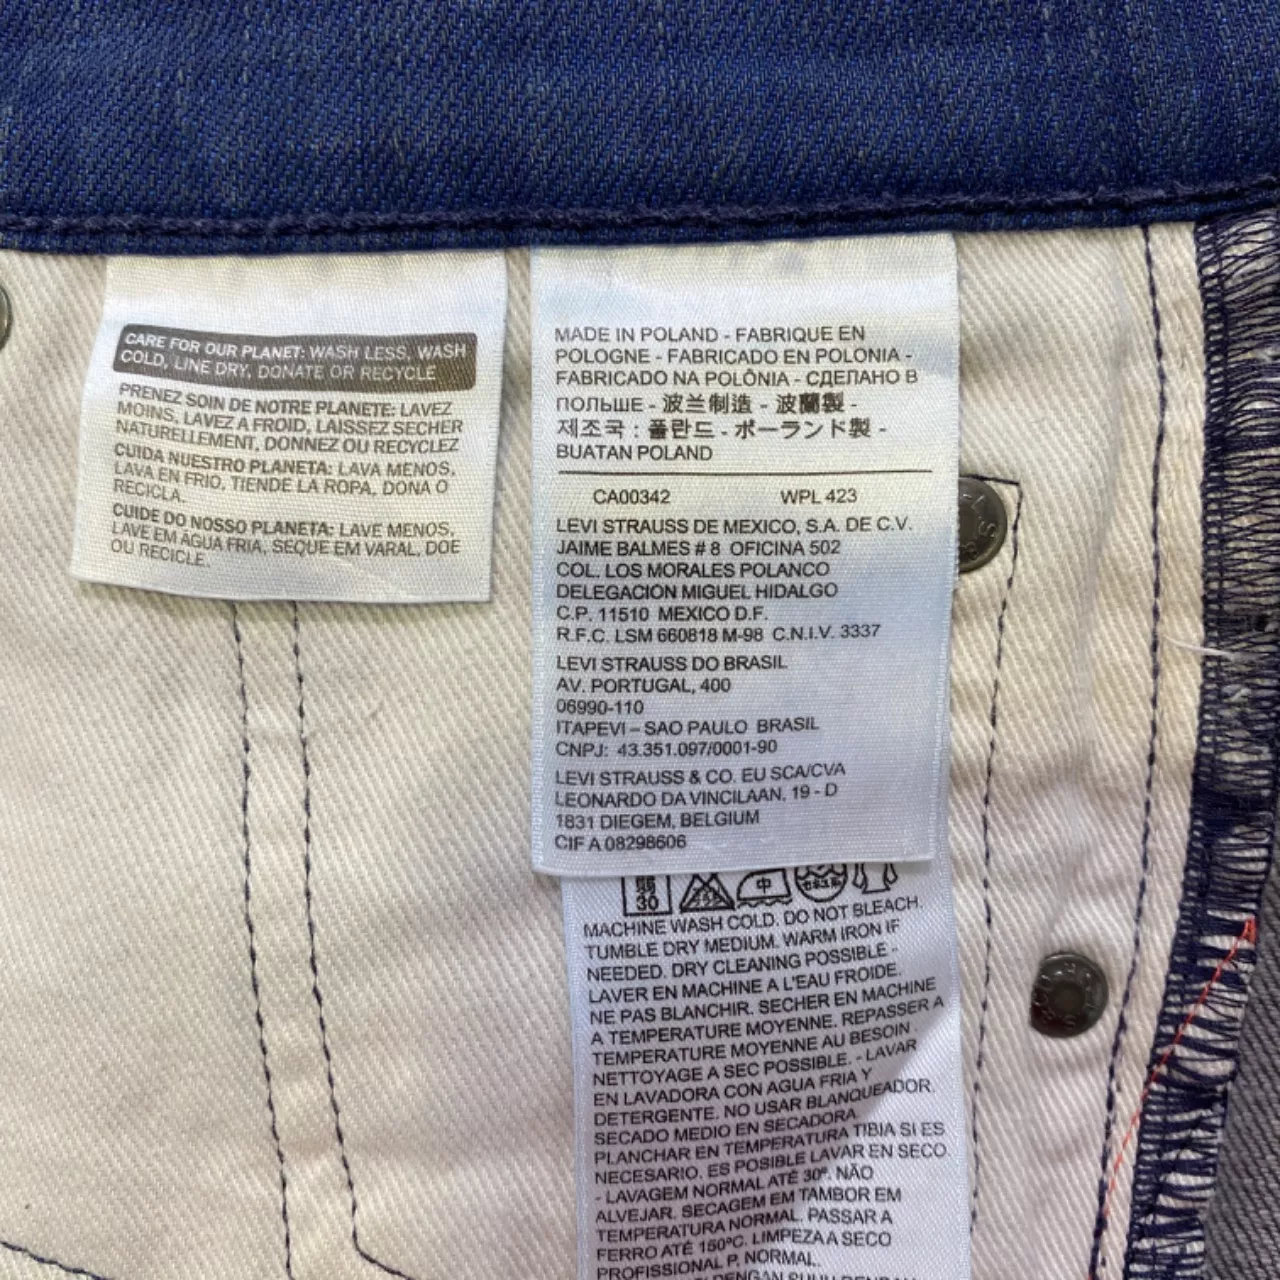 CARE FOR OUR PLANET: WASH LESS, WASH
COLD, LINE DRY, DONATE OR RECYCLE
PRENEZ SOIN DE NOTRE PLANETE: LAVEZ
MOINS, LAVEZ A FROID, LAISSEZ SECHER
NATURELLEMENT, DONNEZ OU RECYCLEZ
CUIDA NUESTRO PLANETA: LAVA MENOS,
LAVA EN FRIO, TIENDE LA ROPA, DONA O
RECICLA.
CUIDE DO NOSSO PLANETA: LAVE MENOS,
LAVE EM AGUA FRIA, SEQUE EM VARAL, DOE
OU RECICLE.
MADE IN POLAND - FABRIQUE EN
POLOGNE - FABRICADO EN POLONIA -
FABRICADO NA POLÔNIA - СДЕЛАНО В
ПОЛЬШЕ - 波兰制造 - 波蘭製 -
제조국 : 폴란드 - ポーランド製 -
BUATAN POLAND
CA00342 WPL 423
LEVI STRAUSS DE MEXICO, S.A. DE C.V.
JAIME BALMES # 8 OFICINA 502
COL. LOS MORALES POLANCO
DELEGACION MIGUEL HIDALGO
C.P. 11510 MEXICO D.F.
R.F.C. LSM 660818 M-98 C.N.I.V. 3337
LEVI STRAUSS DO BRASIL
AV. PORTUGAL, 400
06990-110
ITAPEVI – SAO PAULO BRASIL
CNPJ: 43.351.097/0001-90
LEVI STRAUSS & CO. EU SCA/CVA
LEONARDO DA VINCILAAN, 19 - D
1831 DIEGEM, BELGIUM
CIF A 08298606
30 中
MACHINE WASH COLD. DO NOT BLEACH.
TUMBLE DRY MEDIUM. WARM IRON IF
NEEDED. DRY CLEANING POSSIBLE -
LAVER EN MACHINE A L'EAU FROIDE.
NE PAS BLANCHIR. SECHER EN MACHINE
A TEMPERATURE MOYENNE. REPASSER A
TEMPERATURE MOYENNE AU BESOIN.
NETTOYAGE A SEC POSSIBLE. - LAVAR
EN LAVADORA CON AGUA FRIA Y
DETERGENTE. NO USAR BLANQUEADOR.
SECADO MEDIO EN SECADORA.
PLANCHAR EN TEMPERATURA TIBIA SI ES
NECESARIO. ES POSIBLE LAVAR EN SECO.
- LAVAGEM NORMAL ATÉ 30º. NÃO
ALVEJAR. SECAGEM EM TAMBOR EM
TEMPERATURA NORMAL. PASSAR A
FERRO ATÉ 150ºC. LIMPEZA A SECO
PROFISSIONAL P, NORMAL.
DENGAN SUHU RENDAH